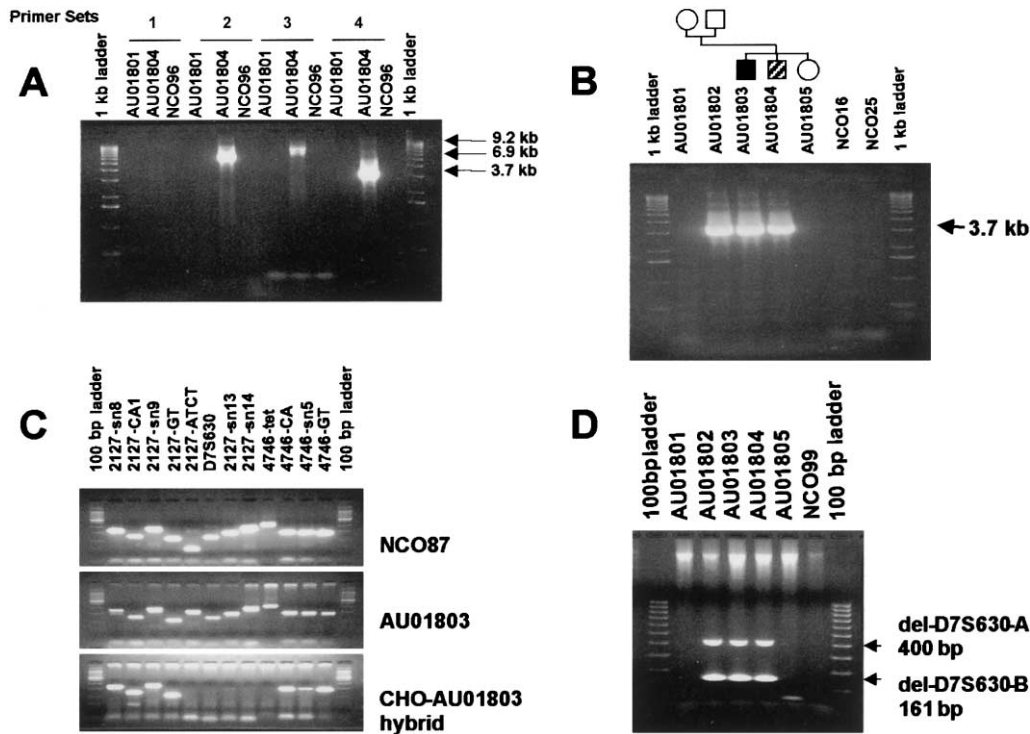 Primer Sets
1 2 3 4
A
1 kb ladder
AU01801
AU01804
NCO96
AU01801
AU01804
NCO96
AU01801
AU01804
NCO96
AU01801
AU01804
NCO96
1 kb ladder
9.2 kb
6.9 kb
3.7 kb
B
1 kb ladder
AU01801
AU01802
AU01803
AU01804
AU01805
NCO16
NCO25
1 kb ladder
3.7 kb
C
100 bp ladder
2127-sn8
2127-CA1
2127-sn9
2127-GT
2127-ATCT
D7S630
2127-sn13
2127-sn14
4746-tet
4746-CA
4746-sn5
4746-GT
100 bp ladder
NCO87
AU01803
CHO-AU01803
hybrid
D
100bpladder
AU01801
AU01802
AU01803
AU01804
AU01805
NCO99
100 bp ladder
del-D7S630-A
400 bp
del-D7S630-B
161 bp